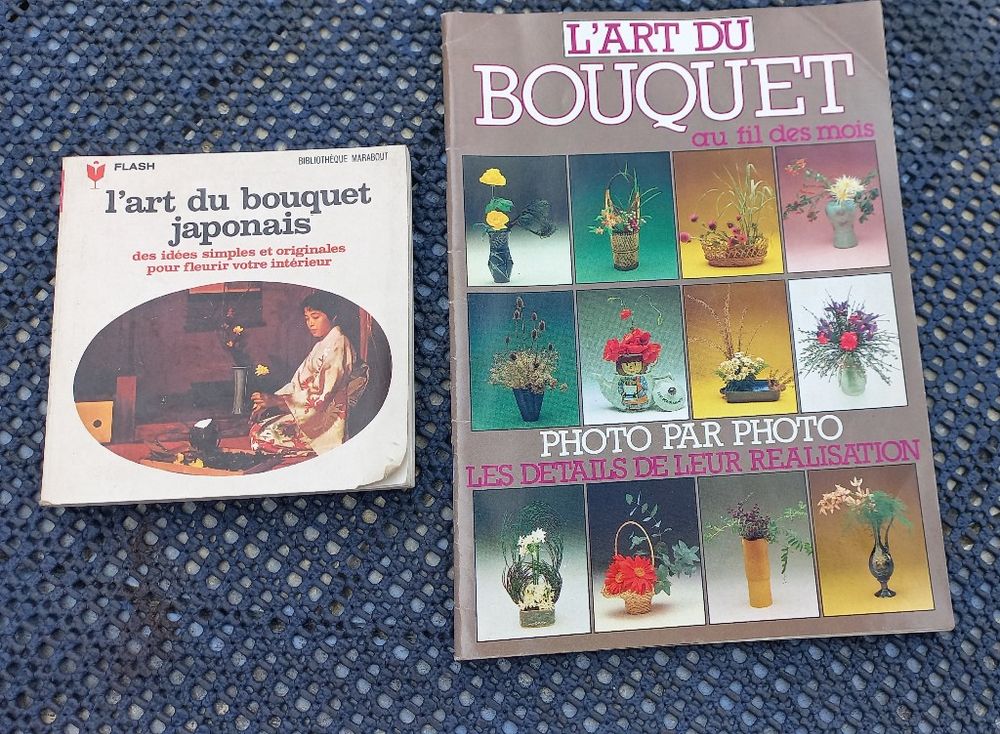 FLASH
BIBLIOTHÈQUE MARABOUT
l'art du bouquet
japonais
des idées simples et originales
pour fleurir votre intérieur
L'ART DU
BOUQUET
au fil des mois
PHOTO PAR PHOTO
LES DETAILS DE LEUR REALISATION